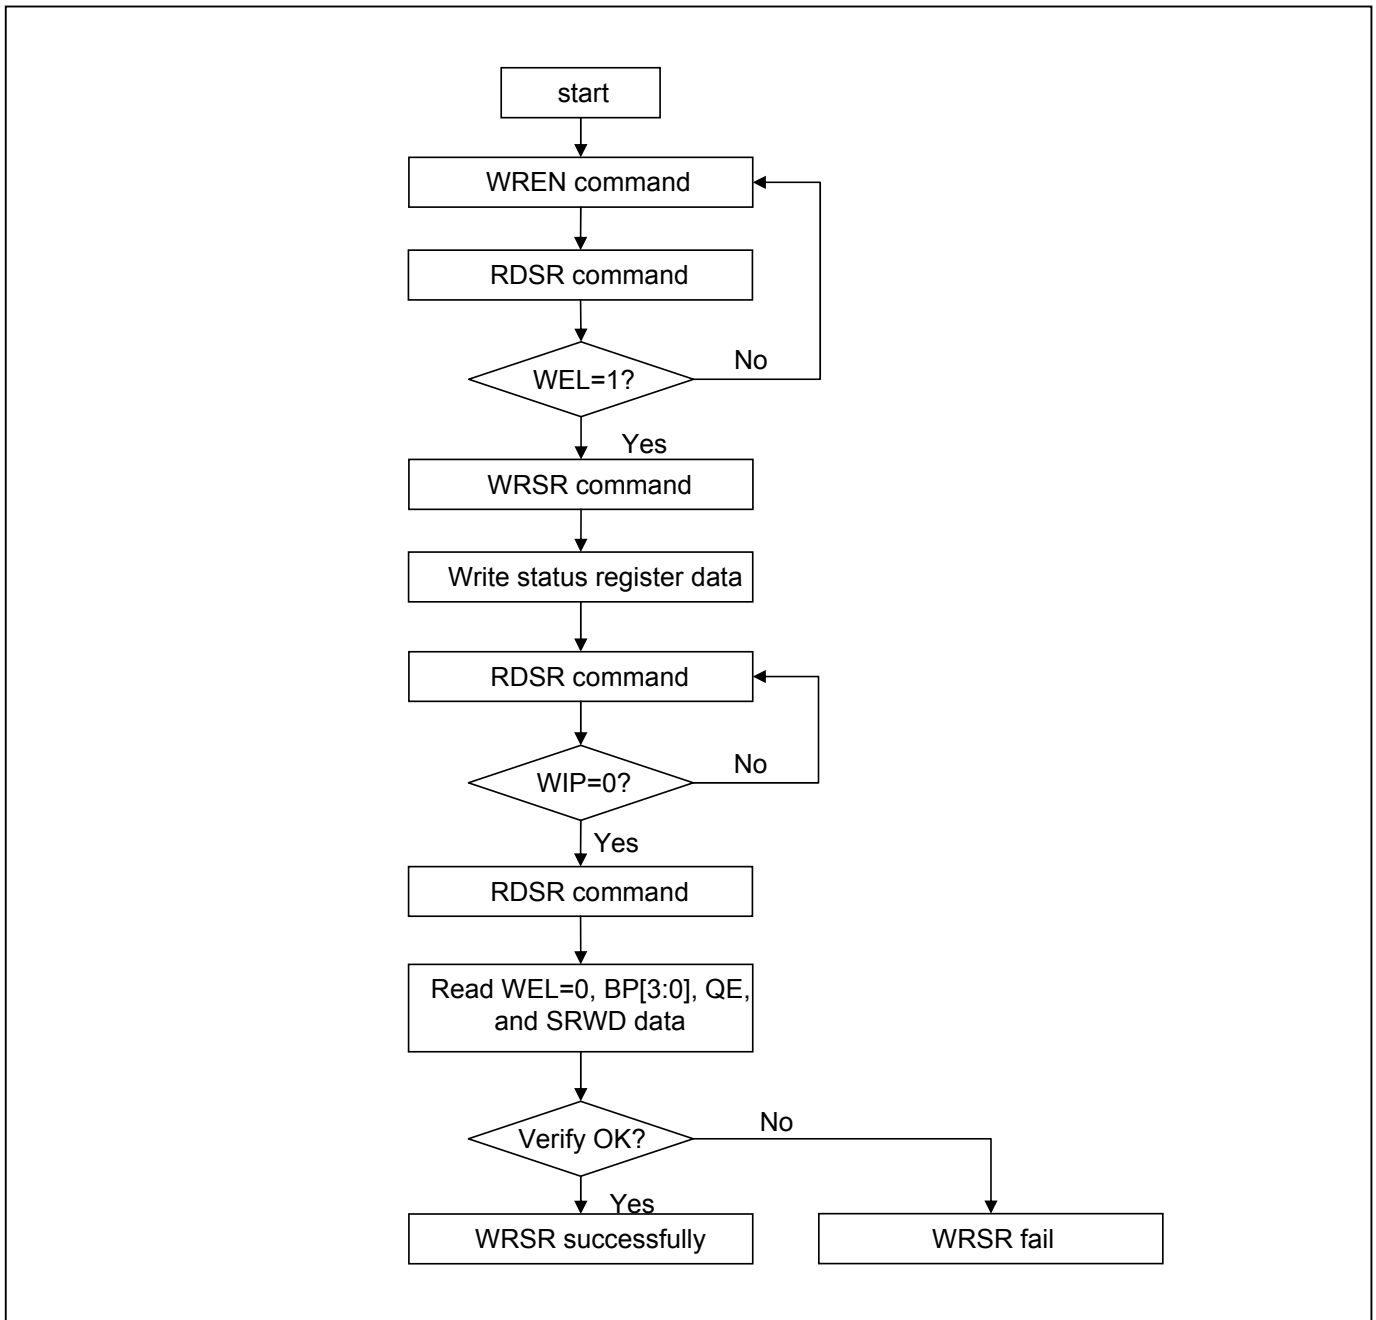 start
WREN command
RDSR command
WEL=1?
No
Yes
WRSR command
Write status register data
RDSR command
WIP=0?
No
Yes
RDSR command
Read WEL=0, BP[3:0], QE,
and SRWD data
Verify OK?
No
Yes
WRSR successfully
WRSR fail